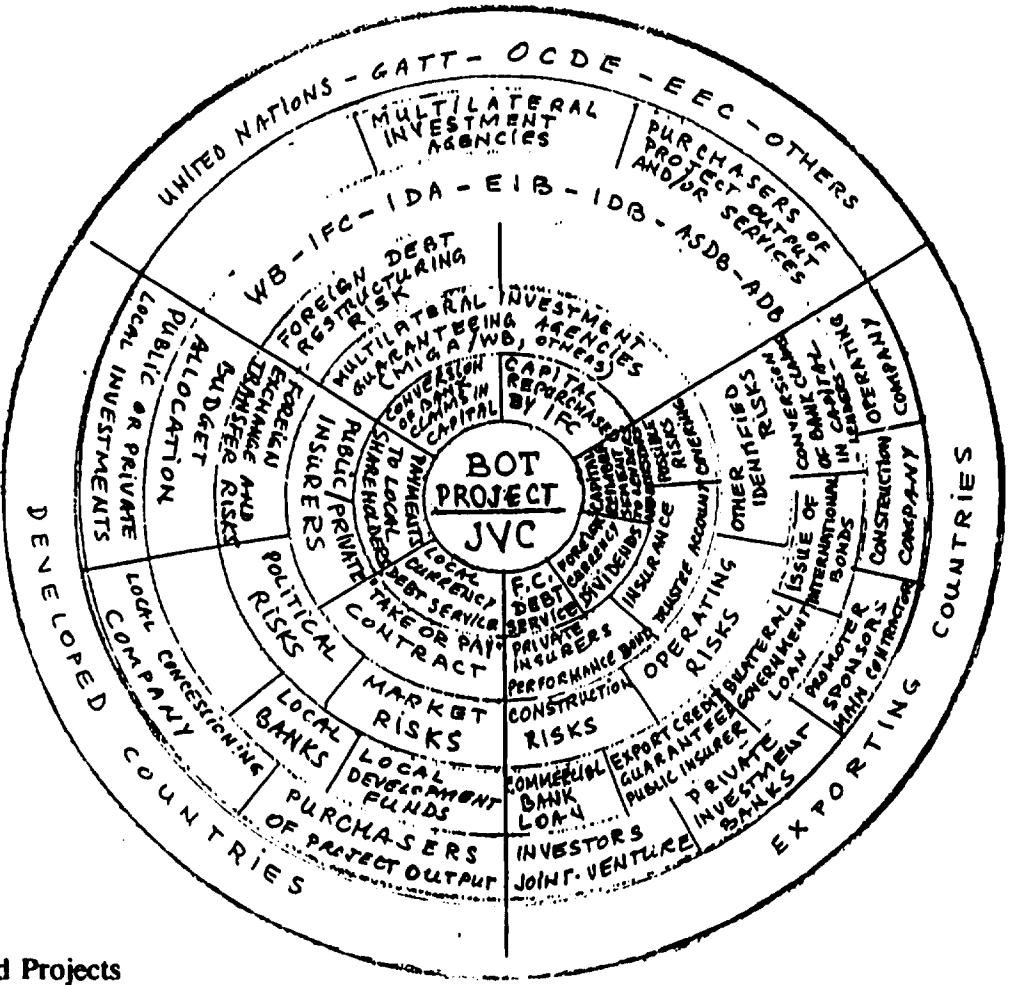 UNITED NATIONS - GATT - OCDE - EEC - OTHERS
MULTILATERAL
INVESTMENT
AGENCIES
PURCHASERS OF
PROJECT OUTPUT
AND/OR SERVICES
WB - IFC - IDA - EIB - IDB - ASDB - ADB
FOREIGN DEBT
RESTRUCTURING
RISK
MULTILATERAL INVESTMENT
GUARANTEEING AGENCIES
(MIGA/WB, OTHERS)
CONVERSION
OF BANK
CLAIMS IN
CAPITAL
CAPITAL
REPURCHASED
BY IFC
BOT
PROJECT
JVC
DEVELOPED COUNTRIES
LOCAL INVESTMENTS
PUBLIC OR PRIVATE
ALLOCATION
BUDGET
FOREIGN
EXCHANGE AND
TRANSFER RISKS
PUBLIC/PRIVATE
INSURERS
SHAREHOLDERS
TO LOCAL
PAYMENTS
LOCAL
CURRENCY
DEBT SERVICE
TAKE OR PAY
CONTRACT
POLITICAL
RISKS
MARKET
RISKS
LOCAL
BANKS
LOCAL
DEVELOPMENT
FUNDS
LOCAL CONCESSIONING
COMPANY
PURCHASERS
OF PROJECT OUTPUT
EXPORTING COUNTRIES
OPERATING
COMPANY
CONVERSION
OF BANK CLAIMS
IN CAPITAL
OTHER
IDENTIFIED
RISKS
CONCERNING
POSSIBLE
RISKS
CONSTRUCTION
COMPANY
ISSUE OF
INTERNATIONAL
BONDS
TRUSTEE ACCOUNT
INSURANCE
DIVIDENDS
FOREIGN
CURRENCY
F.C.
DEBT
SERVICE
PRIVATE
INSURERS
PERFORMANCE BOND
OPERATING
RISKS
CONSTRUCTION
RISKS
BILATERAL
GOVERNMENT
LOAN
PROMOTER
SPONSORS
MAIN CONTRACTOR
EXPORT CREDIT
GUARANTEE
PUBLIC INSURER
PRIVATE
INVESTMENT
BANKS
COMMERCIAL
BANK
LOAN
INVESTORS
JOINT-VENTURE
d Projects